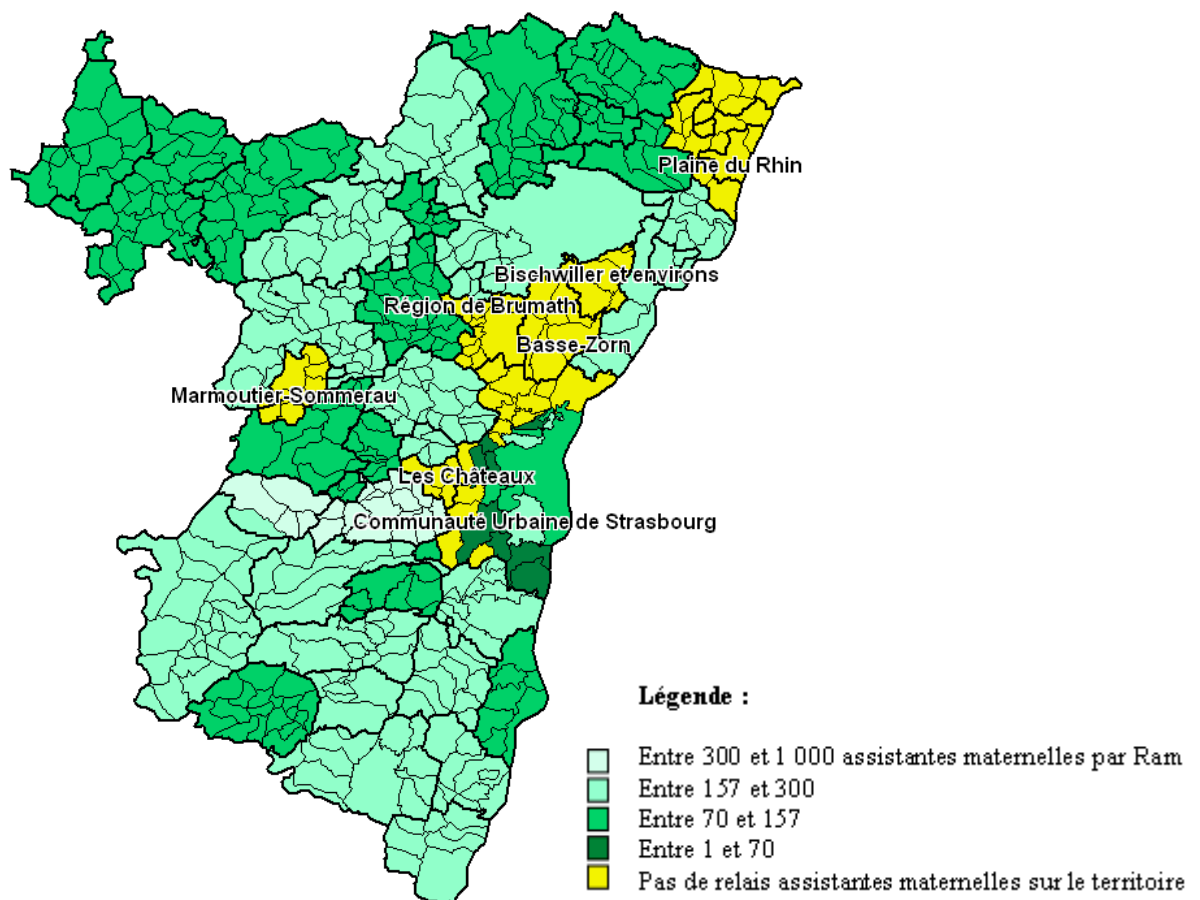 Plaine du Rhin
Bischwiller et environs
Région de Brumath
Basse-Zorn
Marmoutier-Sommerau
Les Châteaux
Communauté Urbaine de Strasbourg
Légende :
Entre 300 et 1 000 assistantes maternelles par Ram
Entre 157 et 300
Entre 70 et 157
Entre 1 et 70
Pas de relais assistantes maternelles sur le territoire